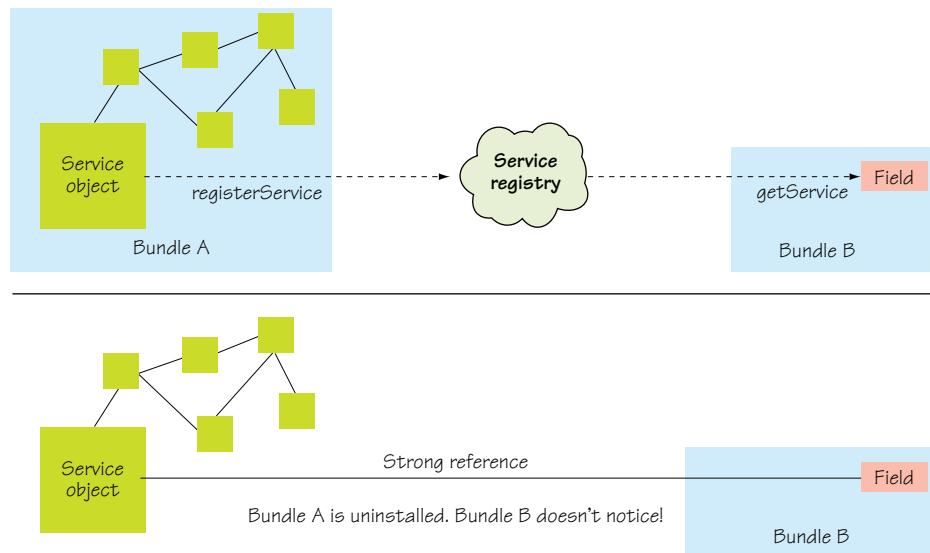 Service
object
registerService
Bundle A
Service
registry
getService
Field
Bundle B
Service
object
Strong reference
Field
Bundle A is uninstalled. Bundle B doesn't notice!
Bundle B